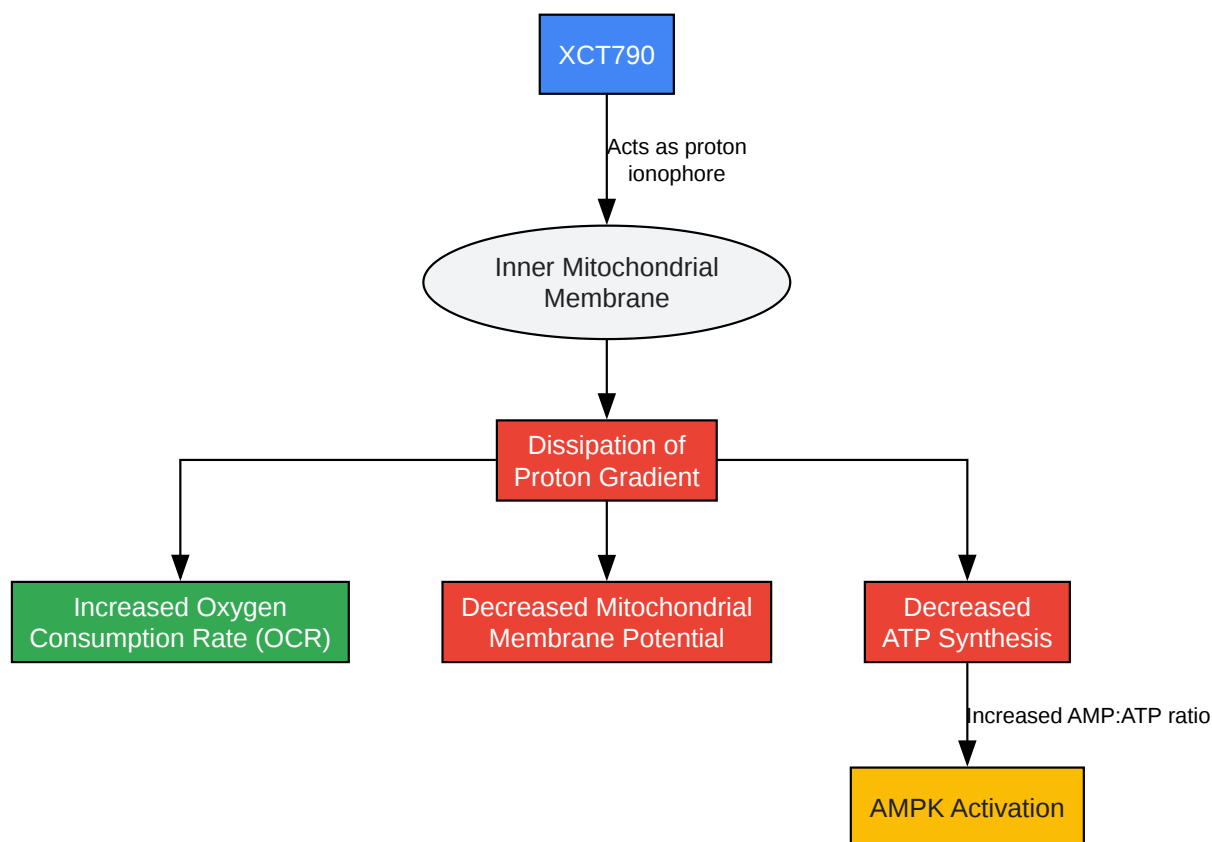 XCT790
Acts as proton
ionophore
Inner Mitochondrial
Membrane
Dissipation of
Proton Gradient
Increased Oxygen
Consumption Rate (OCR)
Decreased Mitochondrial
Membrane Potential
Decreased
ATP Synthesis
Increased AMP:ATP ratio
AMPK Activation